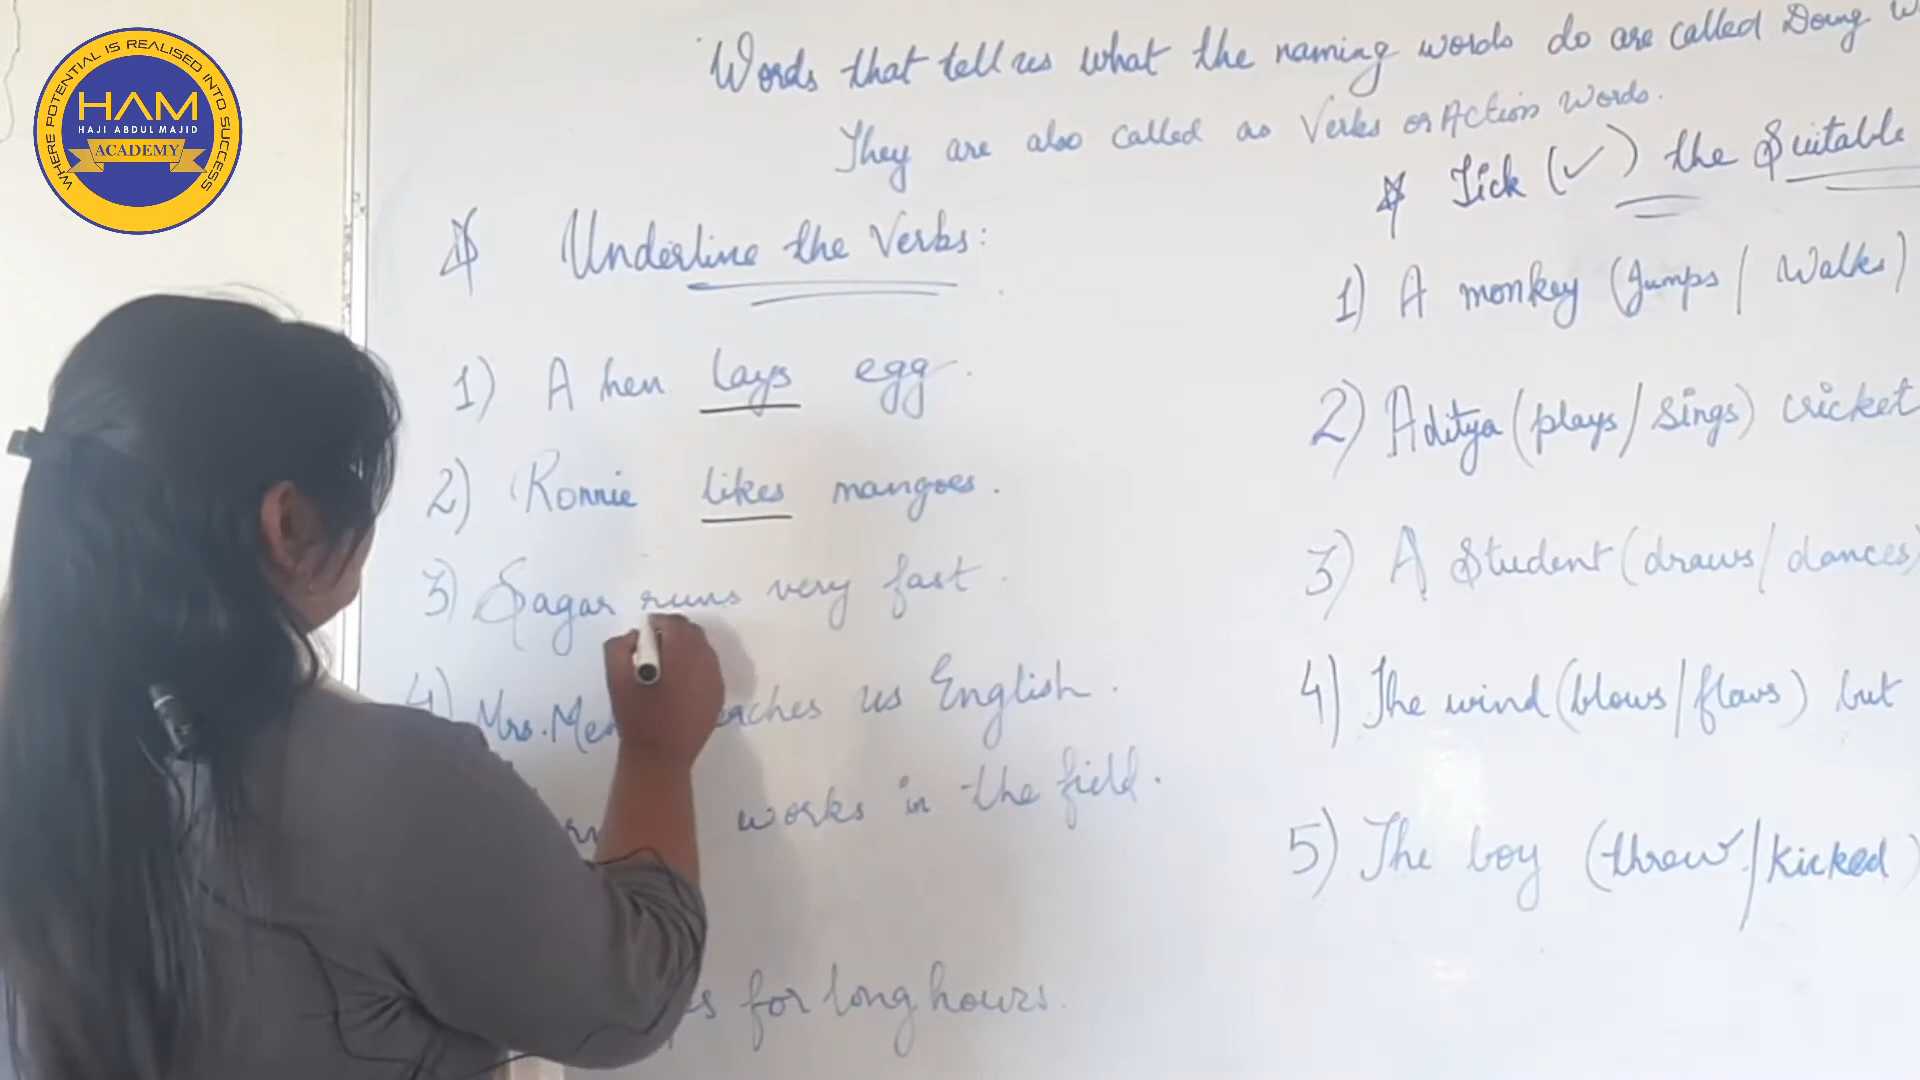 WHERE POTENTIAL IS REALISED INTO SUCCESS
HAM
HAJI ABDUL MAJID
ACADEMY
Words that tell us what the naming words do are called Doing
They are also called as Verbs or Action Words.
Underline the Verbs:
1) A hen lays egg.
2) Ronnie likes mangoes.
3) Sagar runs very fast.
4) Mrs. us English.
works in the field.
for long hours.
Tick (✓) the Suitable
1) A monkey (jumps / Walks)
2) Aditya (plays / Sings) cricket
3) A Student (draws / dances)
4) The wind (blows / flows) but
5) The boy (threw / kicked)